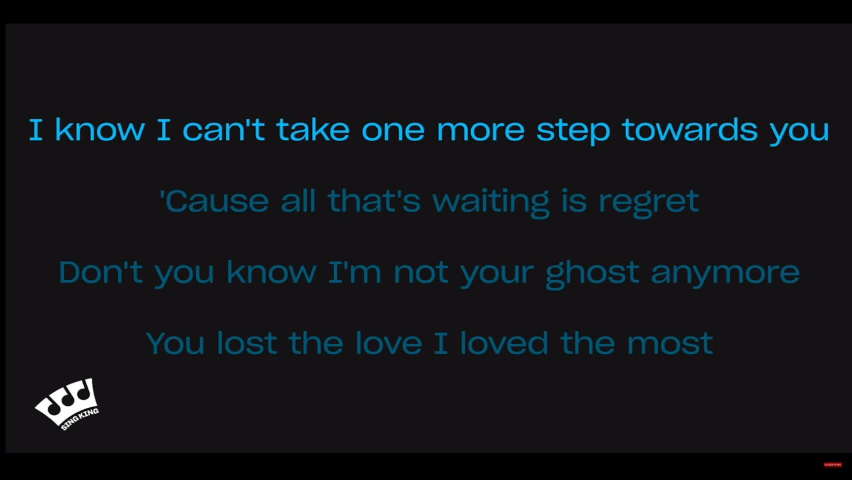 I know I can't take one more step towards you
'Cause all that's waiting is regret
Don't you know I'm not your ghost anymore
You lost the love I loved the most
SING KING
SUBSCRIBE